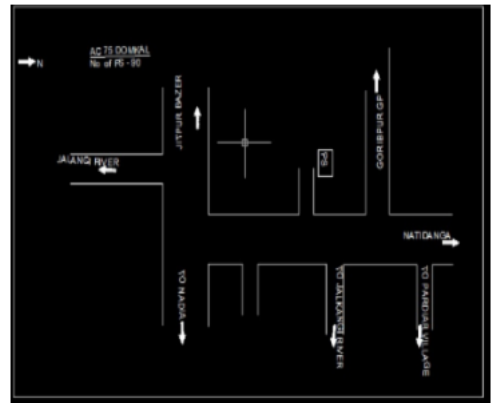 AC 75 DOMKAL
No of PS - 90
N
JITPUR BAZER
GORIBPUR GP
JALANGI RIVER
PS
NATIDANGA
TO NADIA
TO JALKANGI RIVER
TO PARDIAR VILLAGE